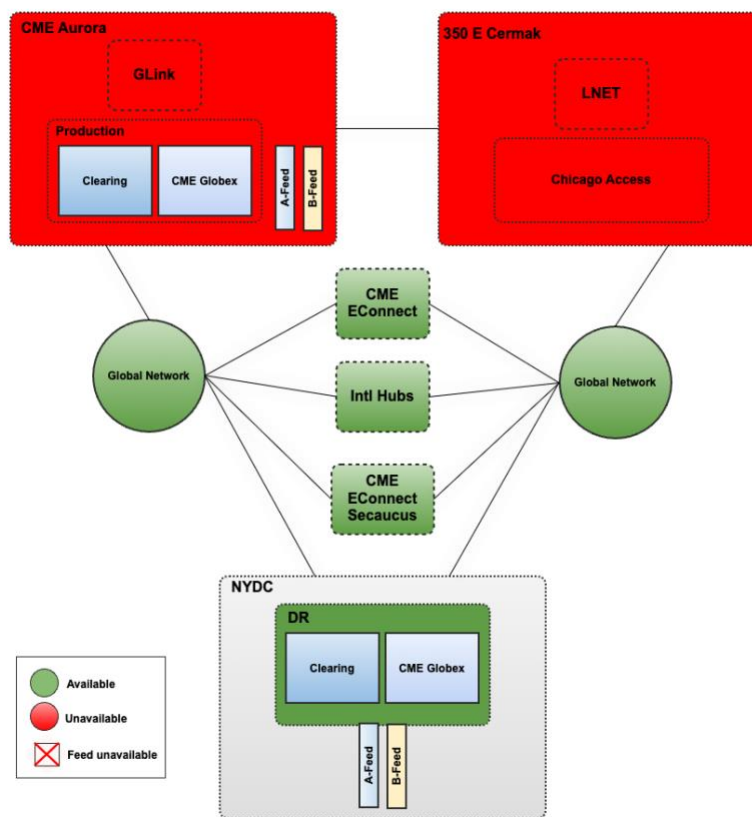 CME Aurora
GLink
Production
Clearing
CME Globex
A-Feed
B-Feed
350 E Cermak
LNET
Chicago Access
CME
EConnect
Global Network
Intl Hubs
Global Network
CME
EConnect
Secaucus
NYDC
DR
Clearing
CME Globex
A-Feed
B-Feed
Available
Unavailable
Feed unavailable